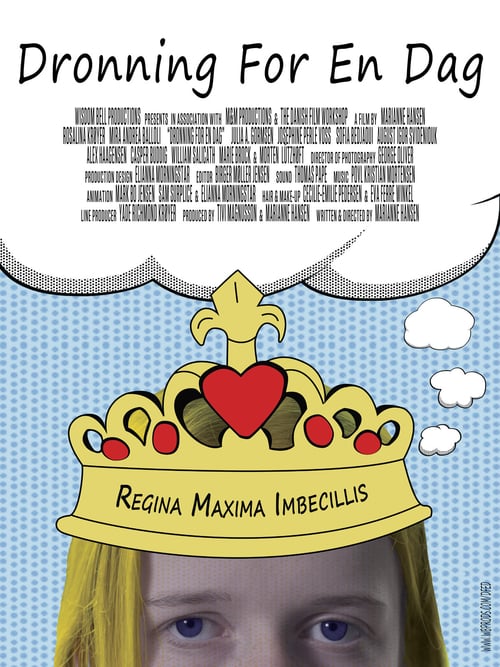 Dronning For En Dag
WISDOM BELL PRODUCTIONS PRESENTS IN ASSOCIATION WITH M&M PRODUCTIONS & THE DANISH FILM WORKSHOP A FILM BY MARIANNE HANSEN
ROSALINA KRØYER MIRA ANDREA BALLOLI "DRONNING FOR EN DAG" JULIA A. GORMSEN JOSEPHINE PERLE VOSS SOFIA BEDJAOUI AUGUST IGOR SVIDENIOUK
ALEX HAAGENSEN CASPER BUDDIG WILLIAM SALICATH MARIE BROCK & MORTEN LÜTZHØFT DIRECTOR OF PHOTOGRAPHY GEORGE OLIVER
PRODUCTION DESIGN ELIANNA MORNINGSTAR EDITOR BIRGER MØLLER JENSEN SOUND THOMAS PAPE MUSIC POVL KRISTIAN MORTENSEN
ANIMATION MARK BO JENSEN SAM SURPLICE & ELIANNA MORNINGSTAR HAIR & MAKE-UP CECILIE-EMILIE PEDERSEN & EVA FERRE WINKEL
LINE PRODUCER YADE RICHMOND KRØYER PRODUCED BY TIVI MAGNUSSON & MARIANNE HANSEN WRITTEN & DIRECTED BY MARIANNE HANSEN
REGINA MAXIMA IMBECILLIS